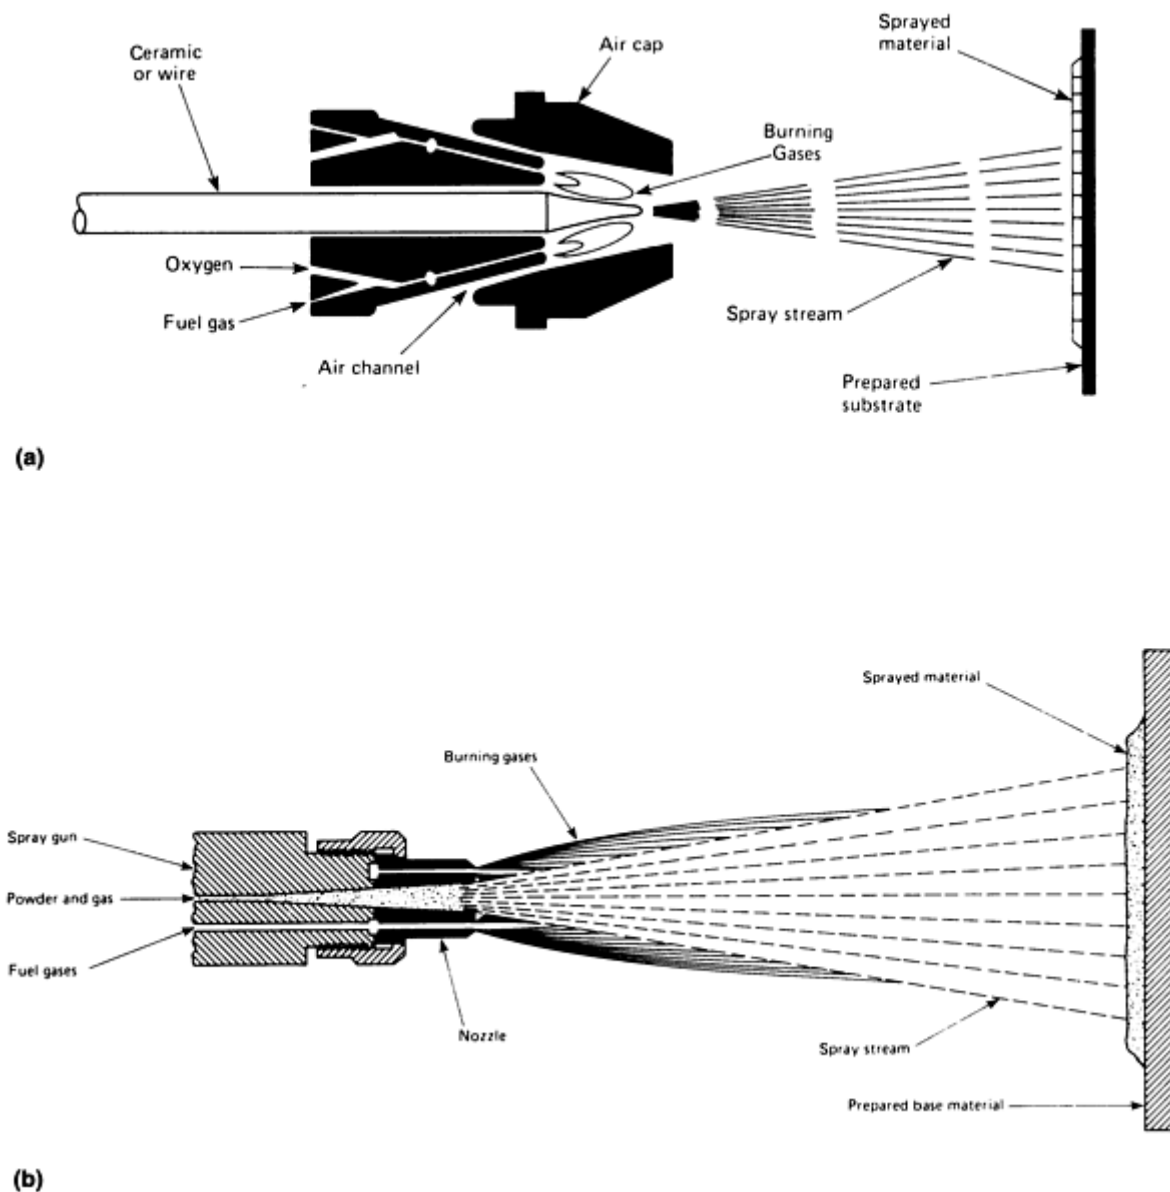 Ceramic
or wire
Air cap
Sprayed
material
Burning
Gases
Oxygen
Fuel gas
Air channel
Spray stream
Prepared
substrate
(a)
Sprayed material
Burning gases
Spray gun
Powder and gas
Fuel gases
Nozzle
Spray stream
Prepared base material
(b)